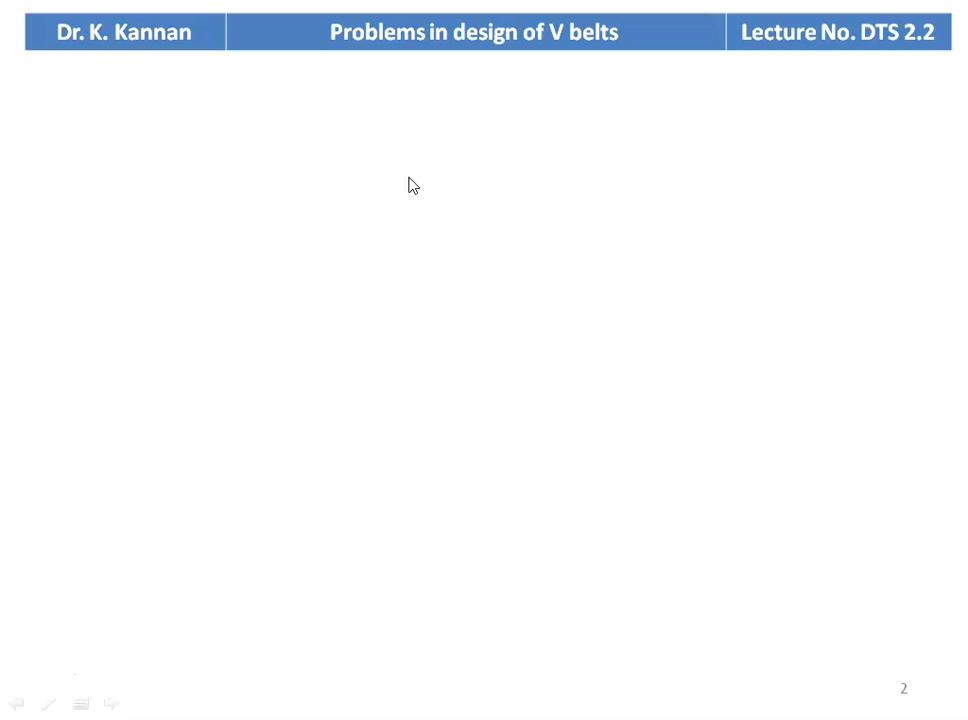 Dr. K. Kannan Problems in design of V belts Lecture No. DTS 2.2
2